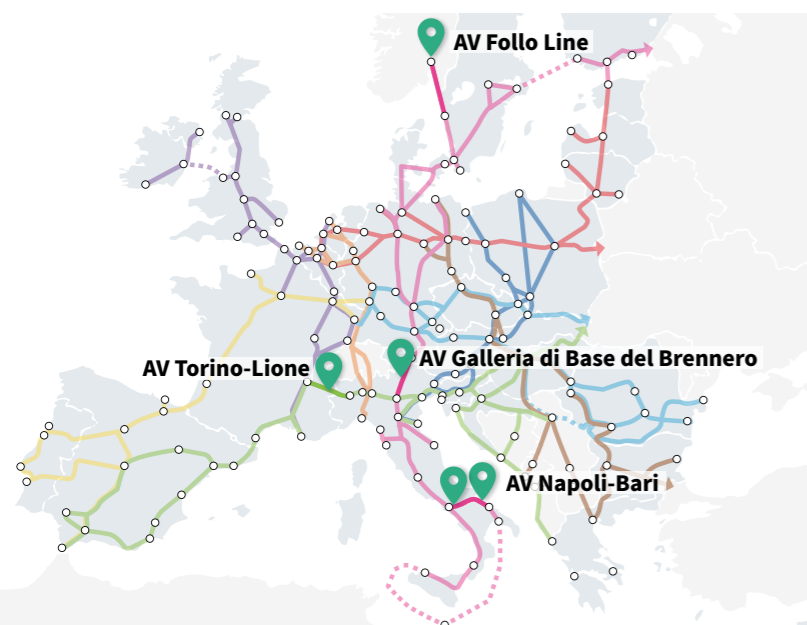 AV Follo Line
AV Torino-Lione
AV Galleria di Base del Brennero
AV Napoli-Bari